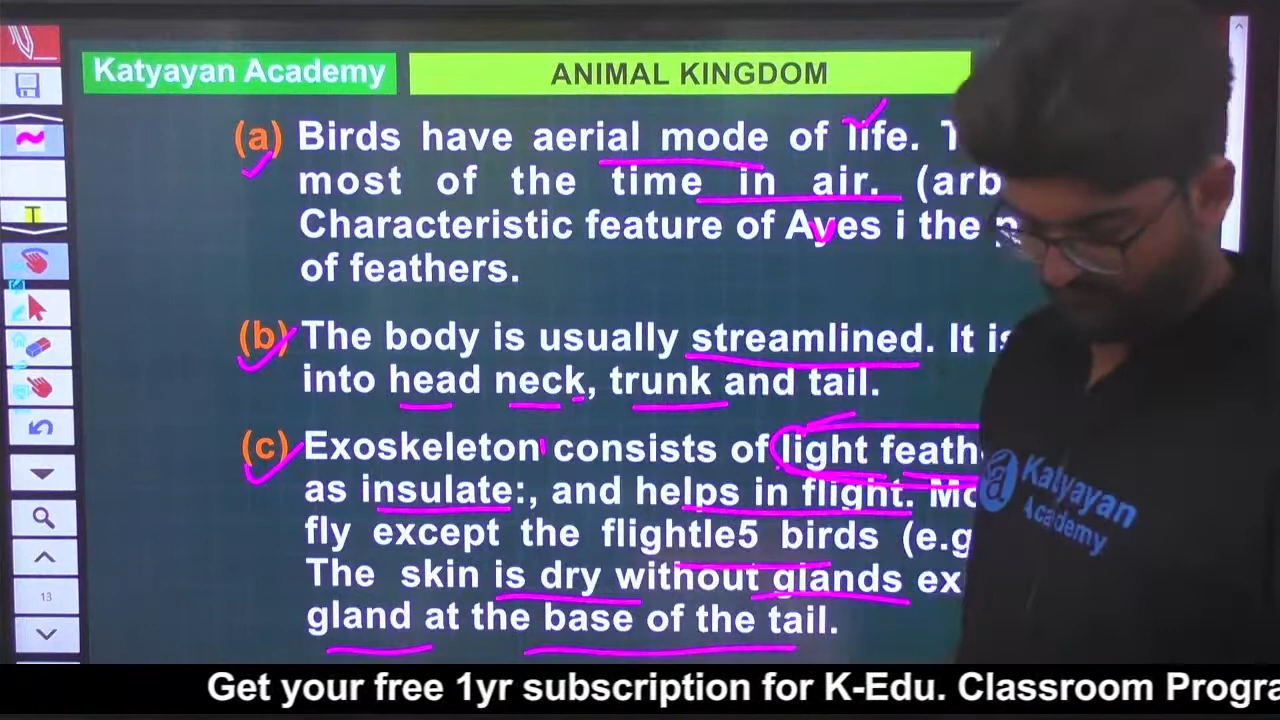 Katyayan Academy
ANIMAL KINGDOM
(a) Birds have aerial mode of life.
most of the time in air. (arb
Characteristic feature of Aves i the
of feathers.
(b) The body is usually streamlined. It is
into head neck, trunk and tail.
(c) Exoskeleton consists of light feath
as insulate:, and helps in flight. Mo
fly except the flightle5 birds (e.g
The skin is dry without glands ex
gland at the base of the tail.
13
Katyayan
Academy
Get your free 1yr subscription for K-Edu. Classroom Progra